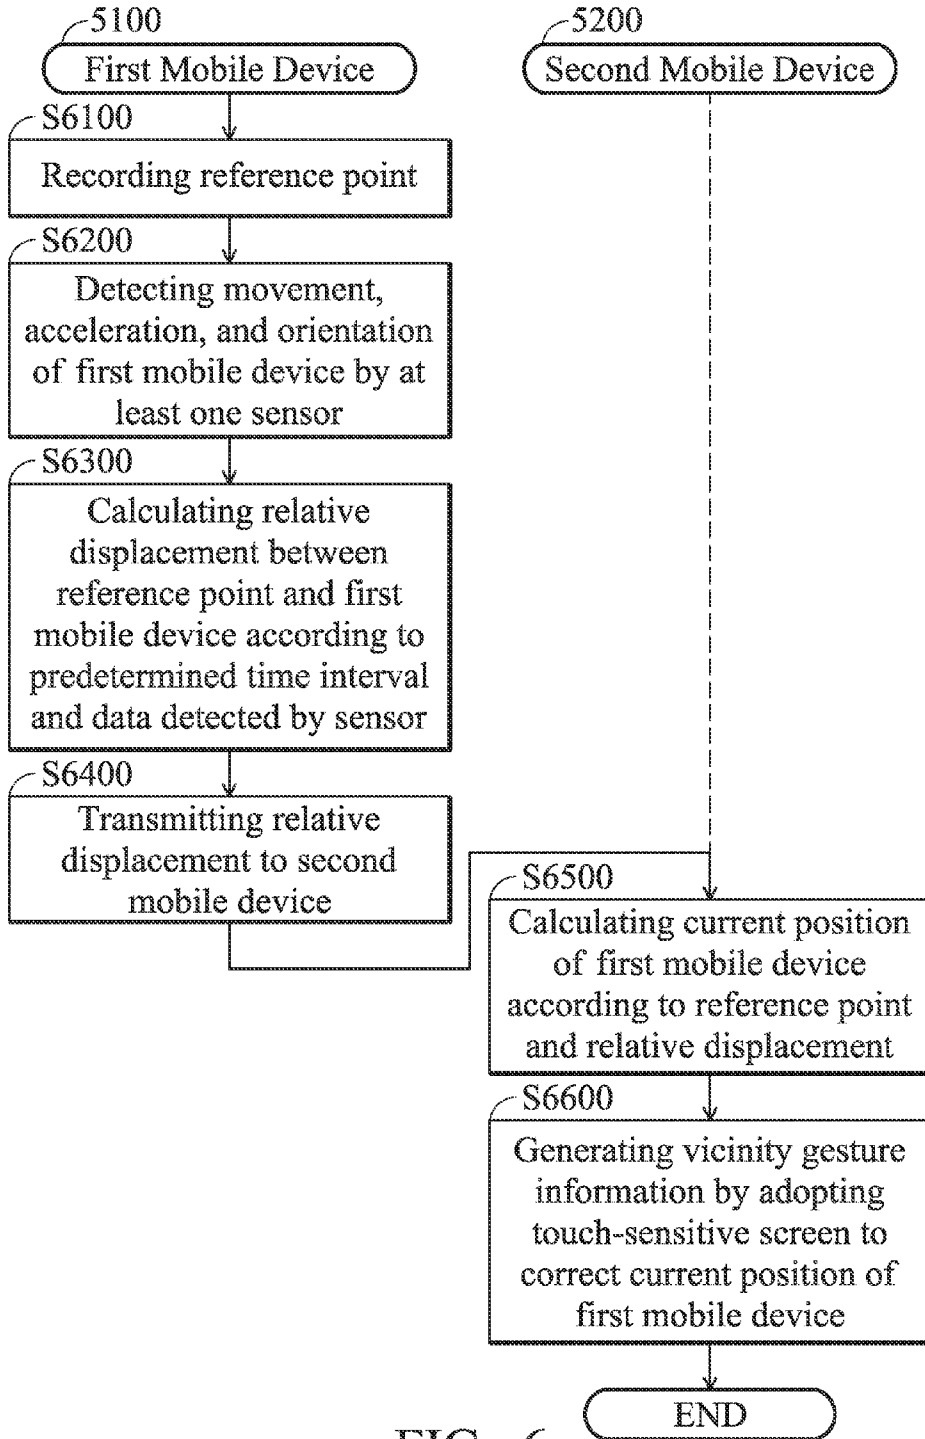 5100
First Mobile Device
5200
Second Mobile Device
S6100
Recording reference point
S6200
Detecting movement,
acceleration, and orientation
of first mobile device by at
least one sensor
S6300
Calculating relative
displacement between
reference point and first
mobile device according to
predetermined time interval
and data detected by sensor
S6400
Transmitting relative
displacement to second
mobile device
S6500
Calculating current position
of first mobile device
according to reference point
and relative displacement
S6600
Generating vicinity gesture
information by adopting
touch-sensitive screen to
correct current position of
first mobile device
END
FIG. 6